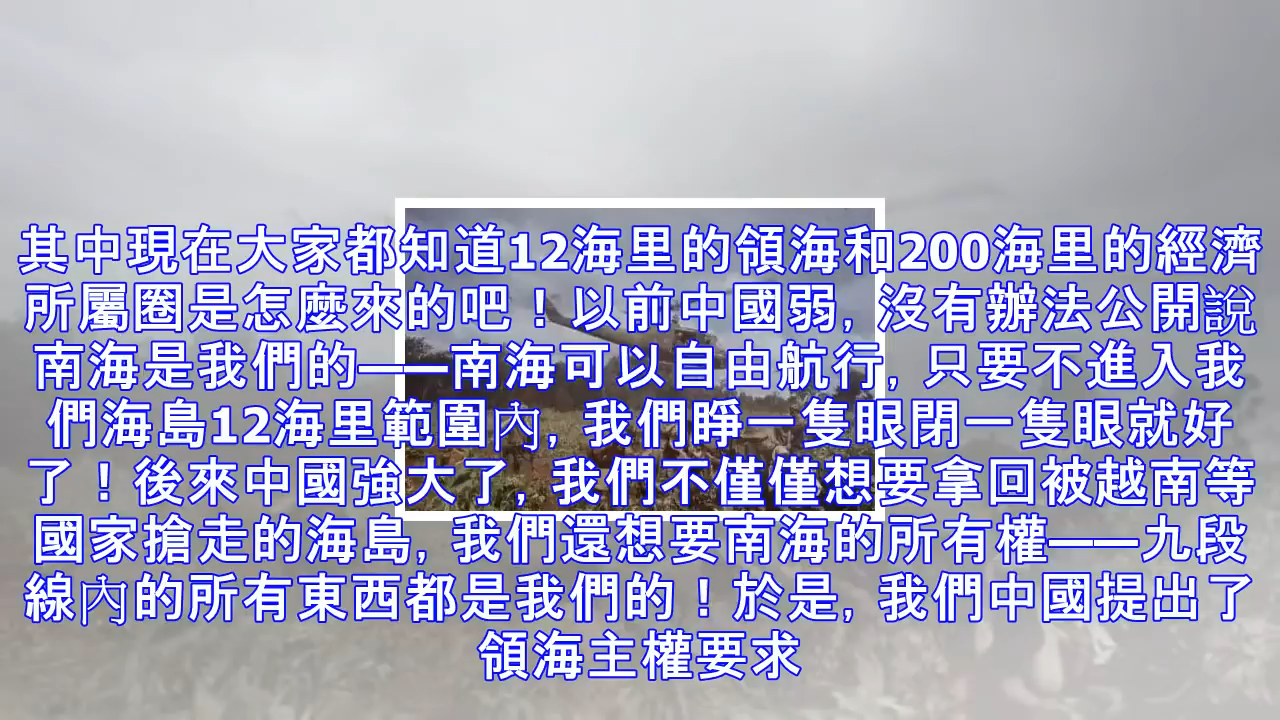 其中現在大家都知道12海里的領海和200海里的經濟
所屬圈是怎麼來的吧！以前中國弱, 沒有辦法公開說
南海是我們的——南海可以自由航行, 只要不進入我
們海島12海里範圍內, 我們睜一隻眼閉一隻眼就好
了！後來中國強大了, 我們不僅僅想要拿回被越南等
國家搶走的海島, 我們還想要南海的所有權——九段
線內的所有東西都是我們的！於是, 我們中國提出了
領海主權要求